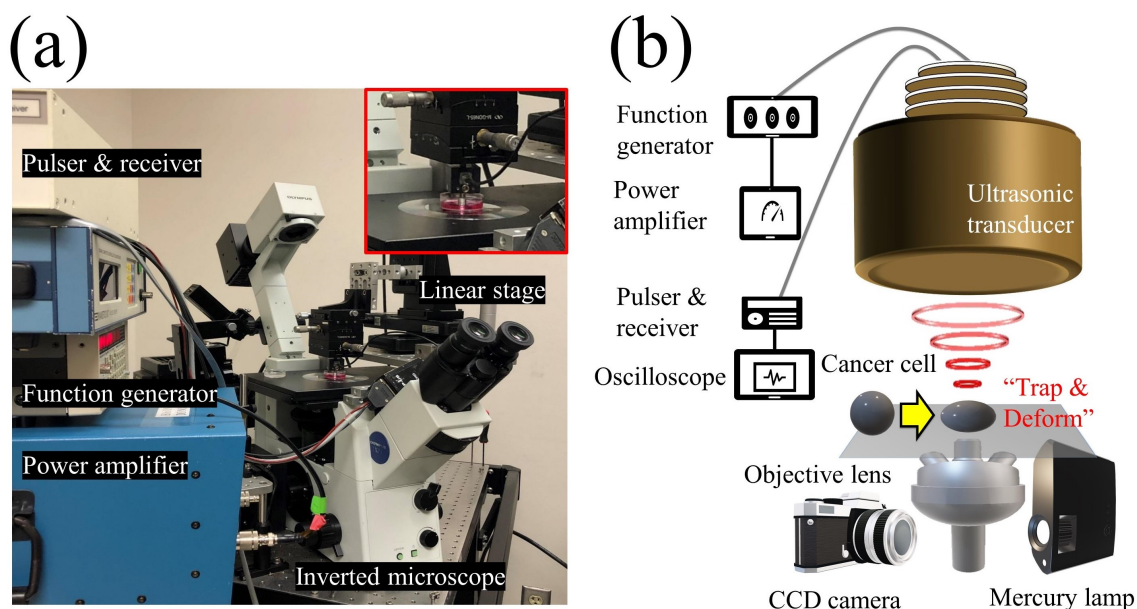 (a)
Pulser & receiver
Linear stage
Function generator
Power amplifier
Inverted microscope
OLYMPUS
(b)
Function
generator
Power
amplifier
Ultrasonic
transducer
Pulser &
receiver
Oscilloscope
Cancer cell
"Trap &
Deform"
Objective lens
CCD camera
Mercury lamp